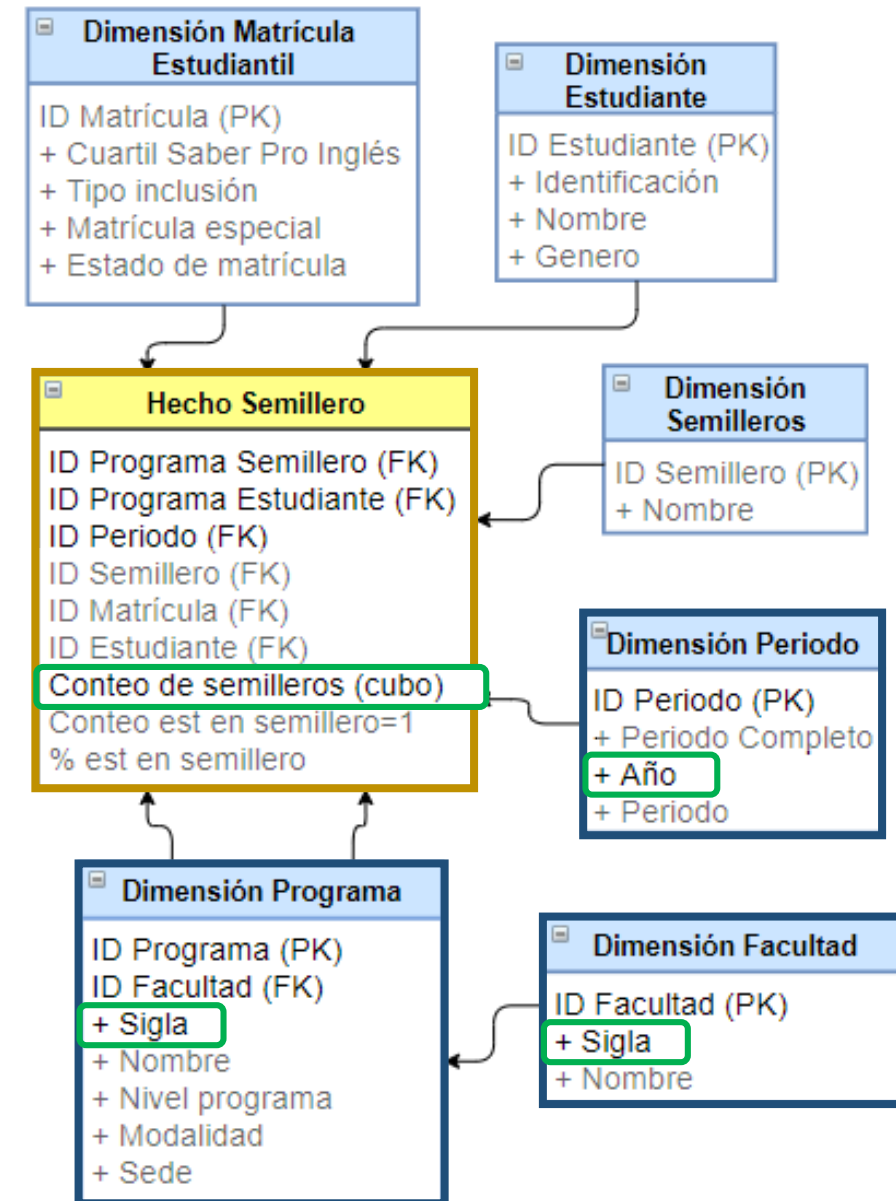 Dimensión Matrícula
Estudiantil
ID Matrícula (PK)
+ Cuartil Saber Pro Inglés
+ Tipo inclusión
+ Matrícula especial
+ Estado de matrícula
Dimensión
Estudiante
ID Estudiante (PK)
+ Identificación
+ Nombre
+ Genero
Hecho Semillero
ID Programa Semillero (FK)
ID Programa Estudiante (FK)
ID Periodo (FK)
ID Semillero (FK)
ID Matrícula (FK)
ID Estudiante (FK)
Conteo de semilleros (cubo)
Conteo est en semillero=1
% est en semillero
Dimensión
Semilleros
ID Semillero (PK)
+ Nombre
Dimensión Periodo
ID Periodo (PK)
+ Periodo Completo
+ Año
+ Periodo
Dimensión Programa
ID Programa (PK)
ID Facultad (FK)
+ Sigla
+ Nombre
+ Nivel programa
+ Modalidad
+ Sede
Dimensión Facultad
ID Facultad (PK)
+ Sigla
+ Nombre